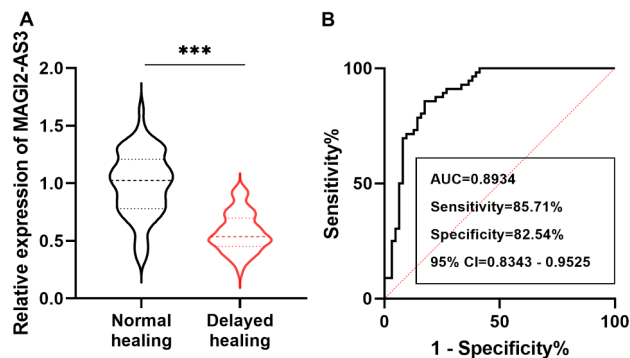 A
Relative expression of MAGI2-AS3
2.0
1.5
1.0
0.5
0.0
***
Normal
healing
Delayed
healing
B
Sensitivity%
100
50
0
AUC=0.8934
Sensitivity=85.71%
Specificity=82.54%
95% CI=0.8343 - 0.9525
0
50
100
1 - Specificity%